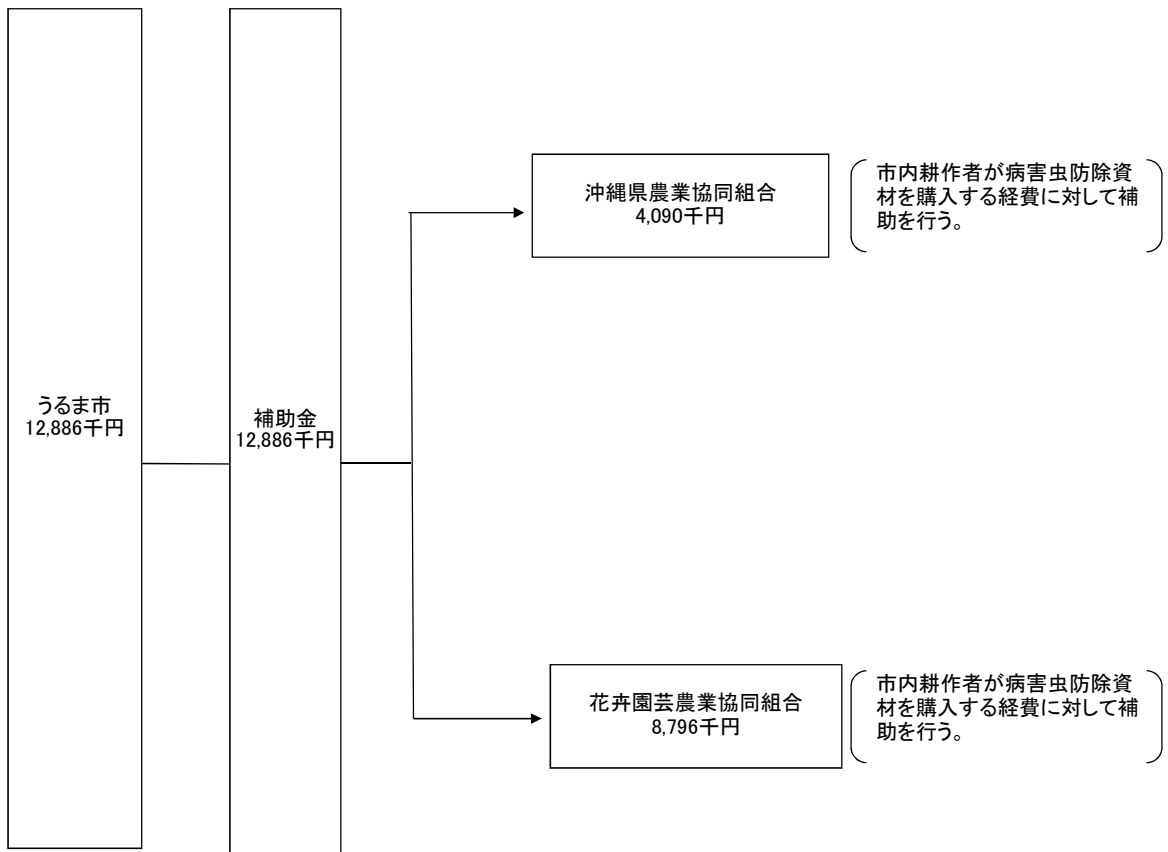 うるま市
12,886千円
補助金
12,886千円
沖縄県農業協同組合
4,090千円
市内耕作者が病害虫防除資
材を購入する経費に対して補
助を行う。
花卉園芸農業協同組合
8,796千円
市内耕作者が病害虫防除資
材を購入する経費に対して補
助を行う。